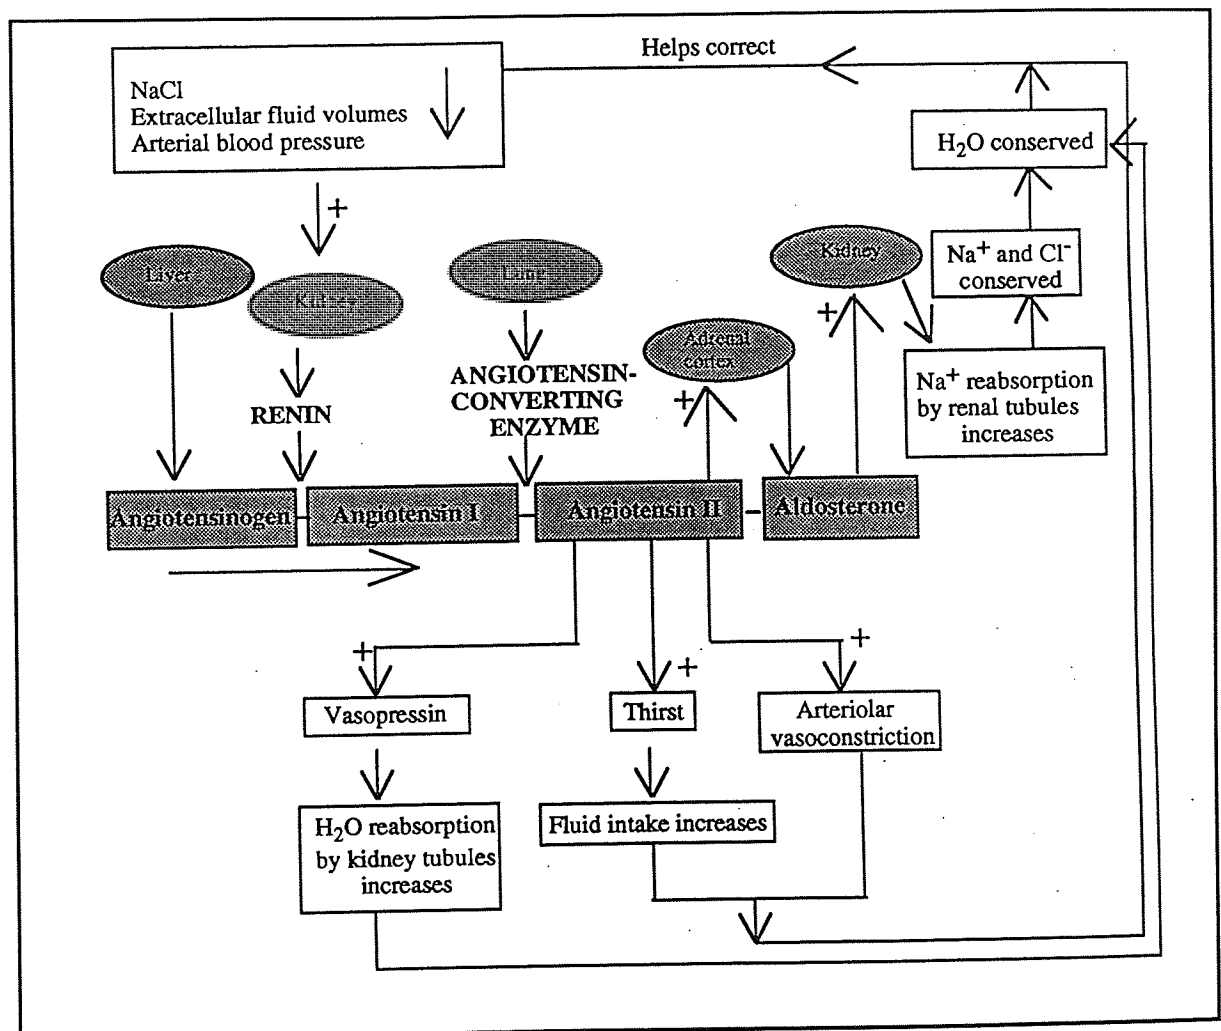 Helps correct
NaCl
Extracellular fluid volumes
Arterial blood pressure
H₂O conserved
+
Liver
Kidney
Lung
Kidney
Na⁺ and Cl⁻
conserved
+
Adrenal
cortex
ANGIOTENSIN-
CONVERTING
ENZYME
+
RENIN
Na⁺ reabsorption
by renal tubules
increases
Angiotensinogen
Angiotensin I
Angiotensin II
Aldosterone
+
+
+
Vasopressin
Thirst
Arteriolar
vasoconstriction
H₂O reabsorption
by kidney tubules
increases
Fluid intake increases